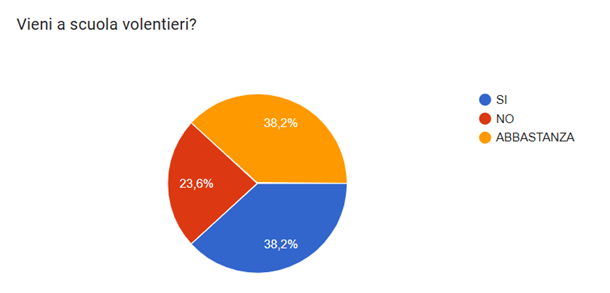 Vieni a scuola volentieri?
38,2%
23,6%
38,2%
SI
NO
ABBASTANZA